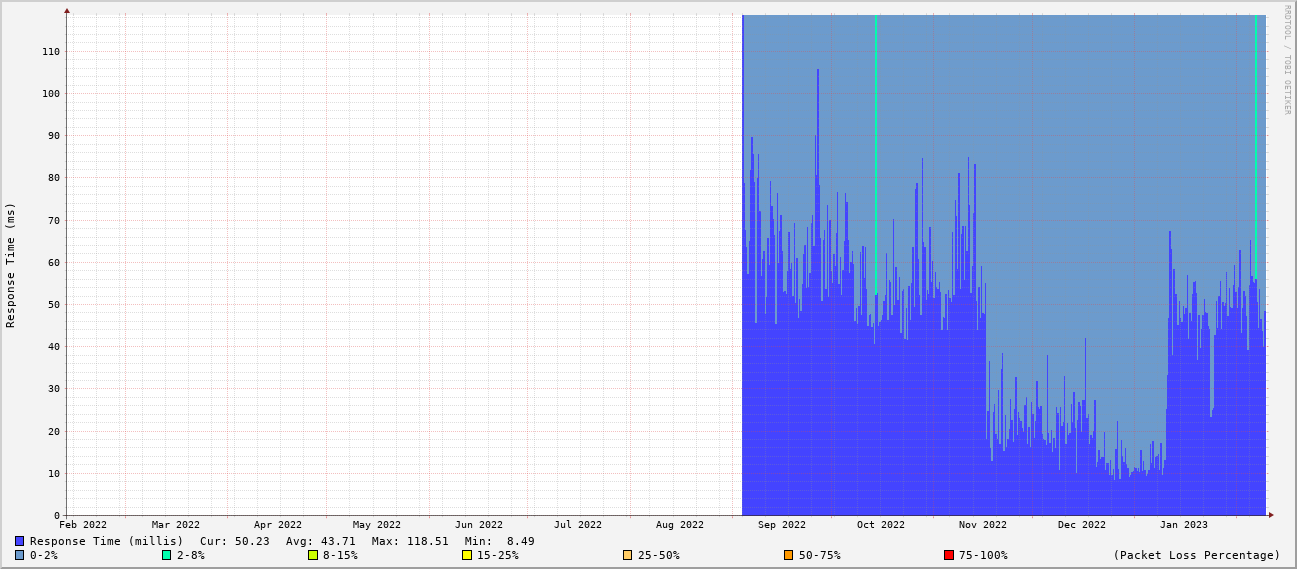 RRDTOOL / TOBI OETIKER
Response Time (ms)
110
100
90
80
70
60
50
40
30
20
10
0
Feb 2022 Mar 2022 Apr 2022 May 2022 Jun 2022 Jul 2022 Aug 2022 Sep 2022 Oct 2022 Nov 2022 Dec 2022 Jan 2023
Response Time (millis) Cur: 50.23 Avg: 43.71 Max: 118.51 Min: 8.49
0-2% 2-8% 8-15% 15-25% 25-50% 50-75% 75-100% (Packet Loss Percentage)